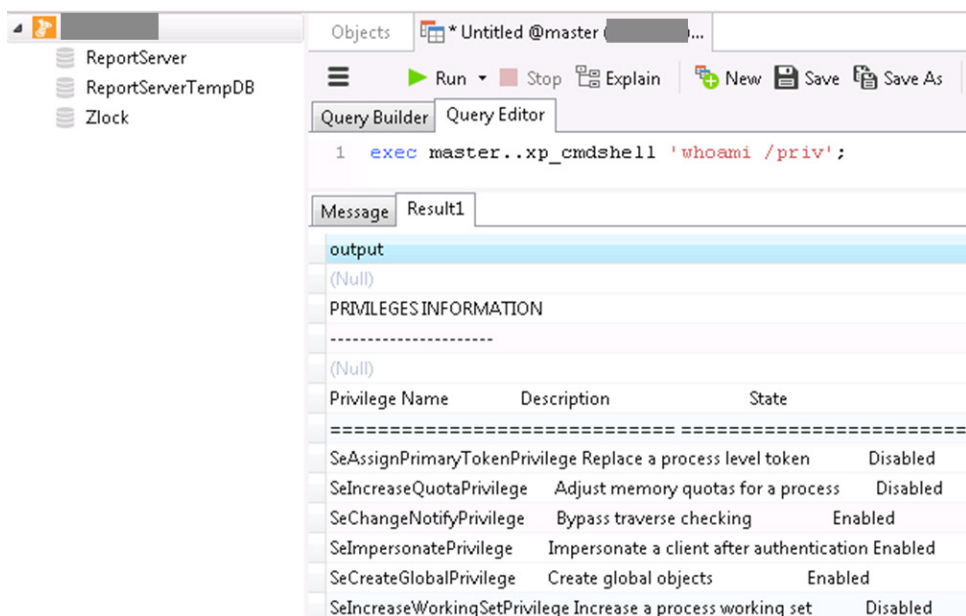 Objects
* Untitled @master (
)...
ReportServer
ReportServerTempDB
Zlock
Run
Stop
Explain
New
Save
Save As
Query Builder
Query Editor
1 exec master..xp_cmdshell 'whoami /priv';
Message
Result1
output
(Null)
PRIVILEGES INFORMATION
----------------------
(Null)
Privilege Name Description State
============================= =========================
SeAssignPrimaryTokenPrivilege Replace a process level token Disabled
SeIncreaseQuotaPrivilege Adjust memory quotas for a process Disabled
SeChangeNotifyPrivilege Bypass traverse checking Enabled
SeImpersonatePrivilege Impersonate a client after authentication Enabled
SeCreateGlobalPrivilege Create global objects Enabled
SeIncreaseWorkingSetPrivilege Increase a process working set Disabled